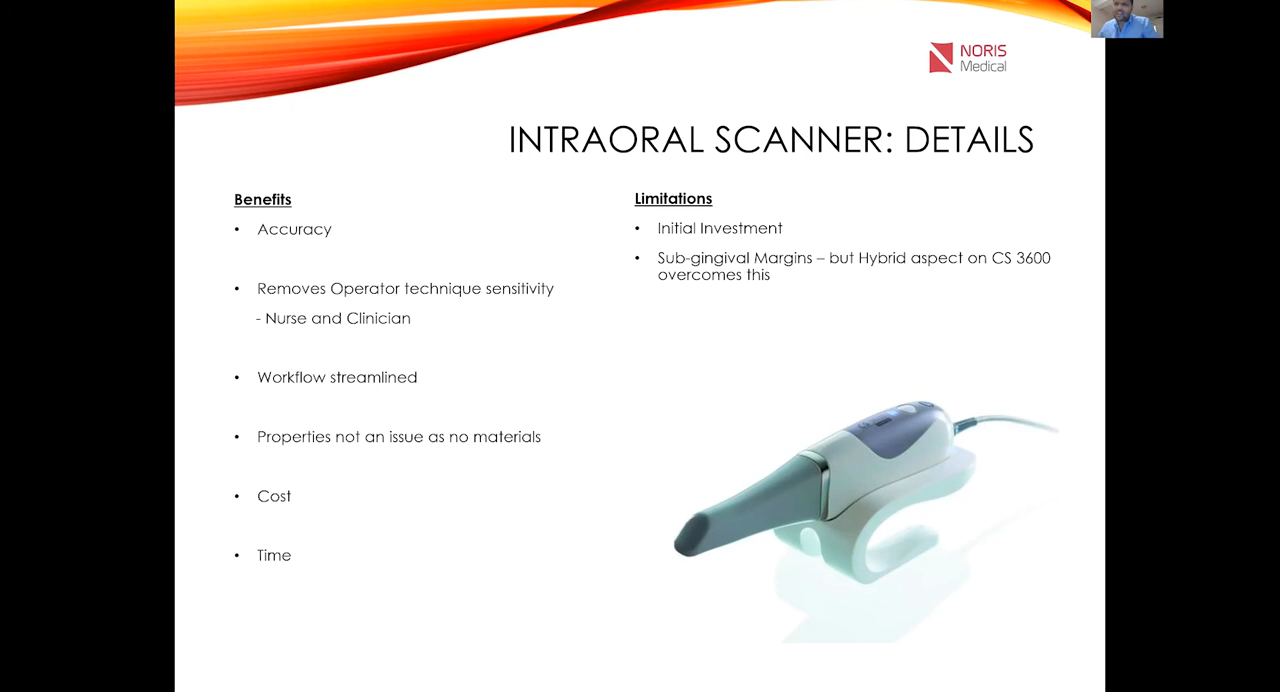 NORIS
Medical
INTRAORAL SCANNER: DETAILS
Benefits
• Accuracy
• Removes Operator technique sensitivity
- Nurse and Clinician
• Workflow streamlined
• Properties not an issue as no materials
• Cost
• Time
Limitations
• Initial Investment
• Sub-gingival Margins – but Hybrid aspect on CS 3600
overcomes this